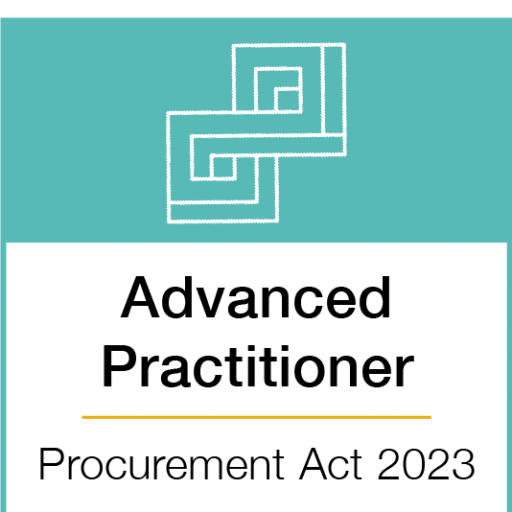 Advanced
Practitioner
Procurement Act 2023